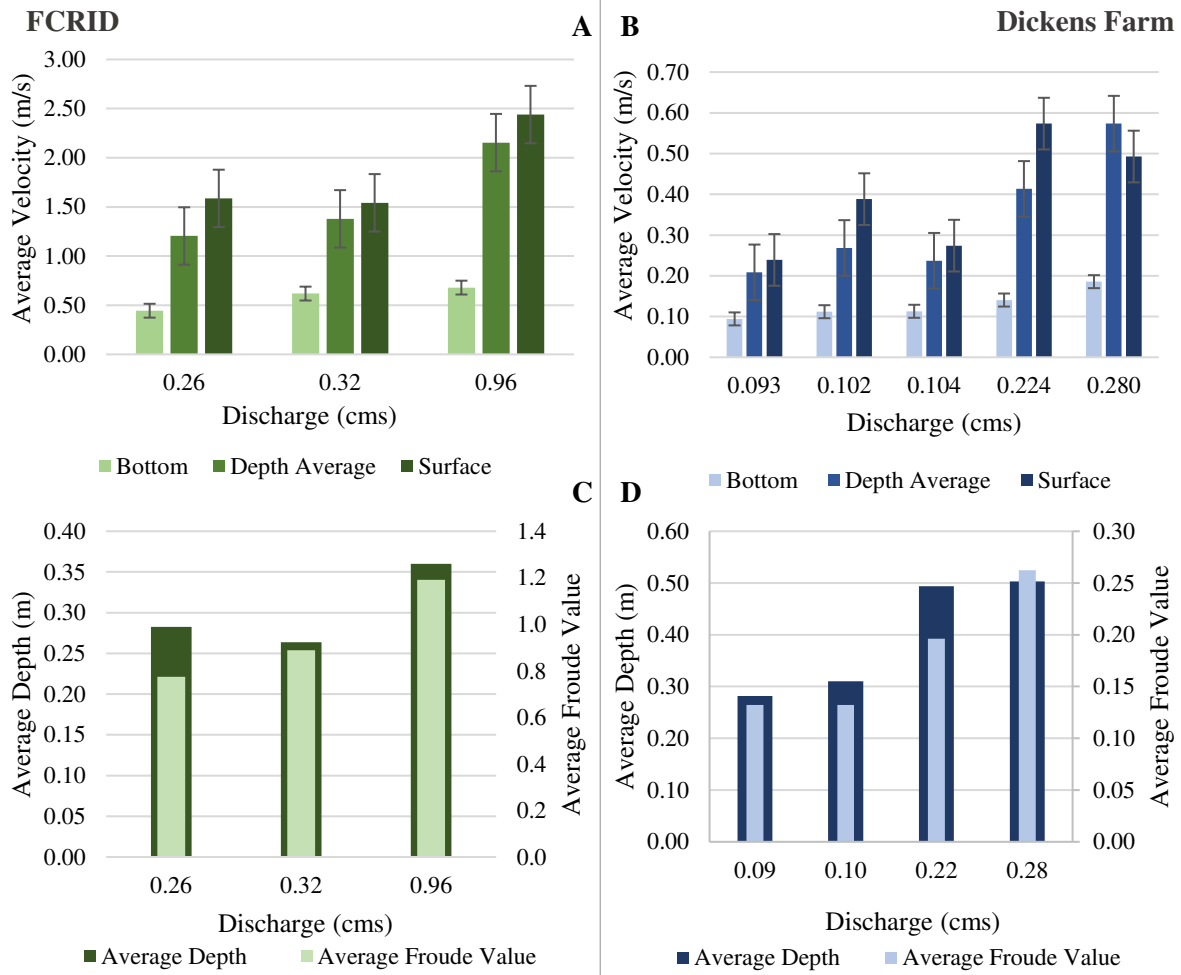 FCRID
A
Average Velocity (m/s)
3.00
2.50
2.00
1.50
1.00
0.50
0.00
0.26 0.32 0.96
Discharge (cms)
Bottom Depth Average Surface
B
Dickens Farm
Average Velocity (m/s)
0.70
0.60
0.50
0.40
0.30
0.20
0.10
0.00
0.093 0.102 0.104 0.224 0.280
Discharge (cms)
Bottom Depth Average Surface
C
Average Depth (m)
0.40
0.35
0.30
0.25
0.20
0.15
0.10
0.05
0.00
1.4
1.2
1.0
0.8
0.6
0.4
0.2
0.0
Average Froude Value
0.26 0.32 0.96
Discharge (cms)
Average Depth Average Froude Value
D
Average Depth (m)
0.60
0.50
0.40
0.30
0.20
0.10
0.00
0.30
0.25
0.20
0.15
0.10
0.05
0.00
Average Froude Value
0.09 0.10 0.22 0.28
Discharge (cms)
Average Depth Average Froude Value